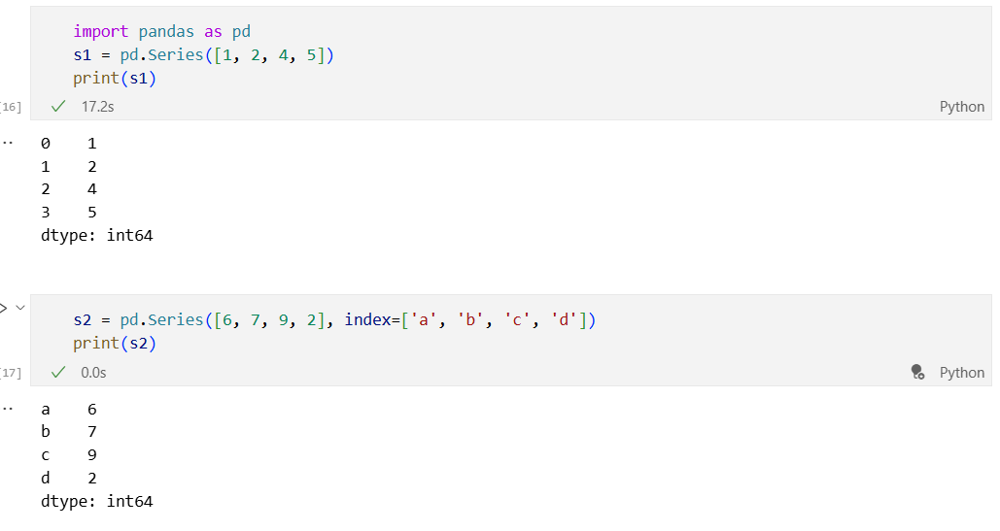 import pandas as pd
s1 = pd.Series([1, 2, 4, 5])
print(s1)
[16] 17.2s Python
0 1
1 2
2 4
3 5
dtype: int64
s2 = pd.Series([6, 7, 9, 2], index=['a', 'b', 'c', 'd'])
print(s2)
[17] 0.0s Python
a 6
b 7
c 9
d 2
dtype: int64